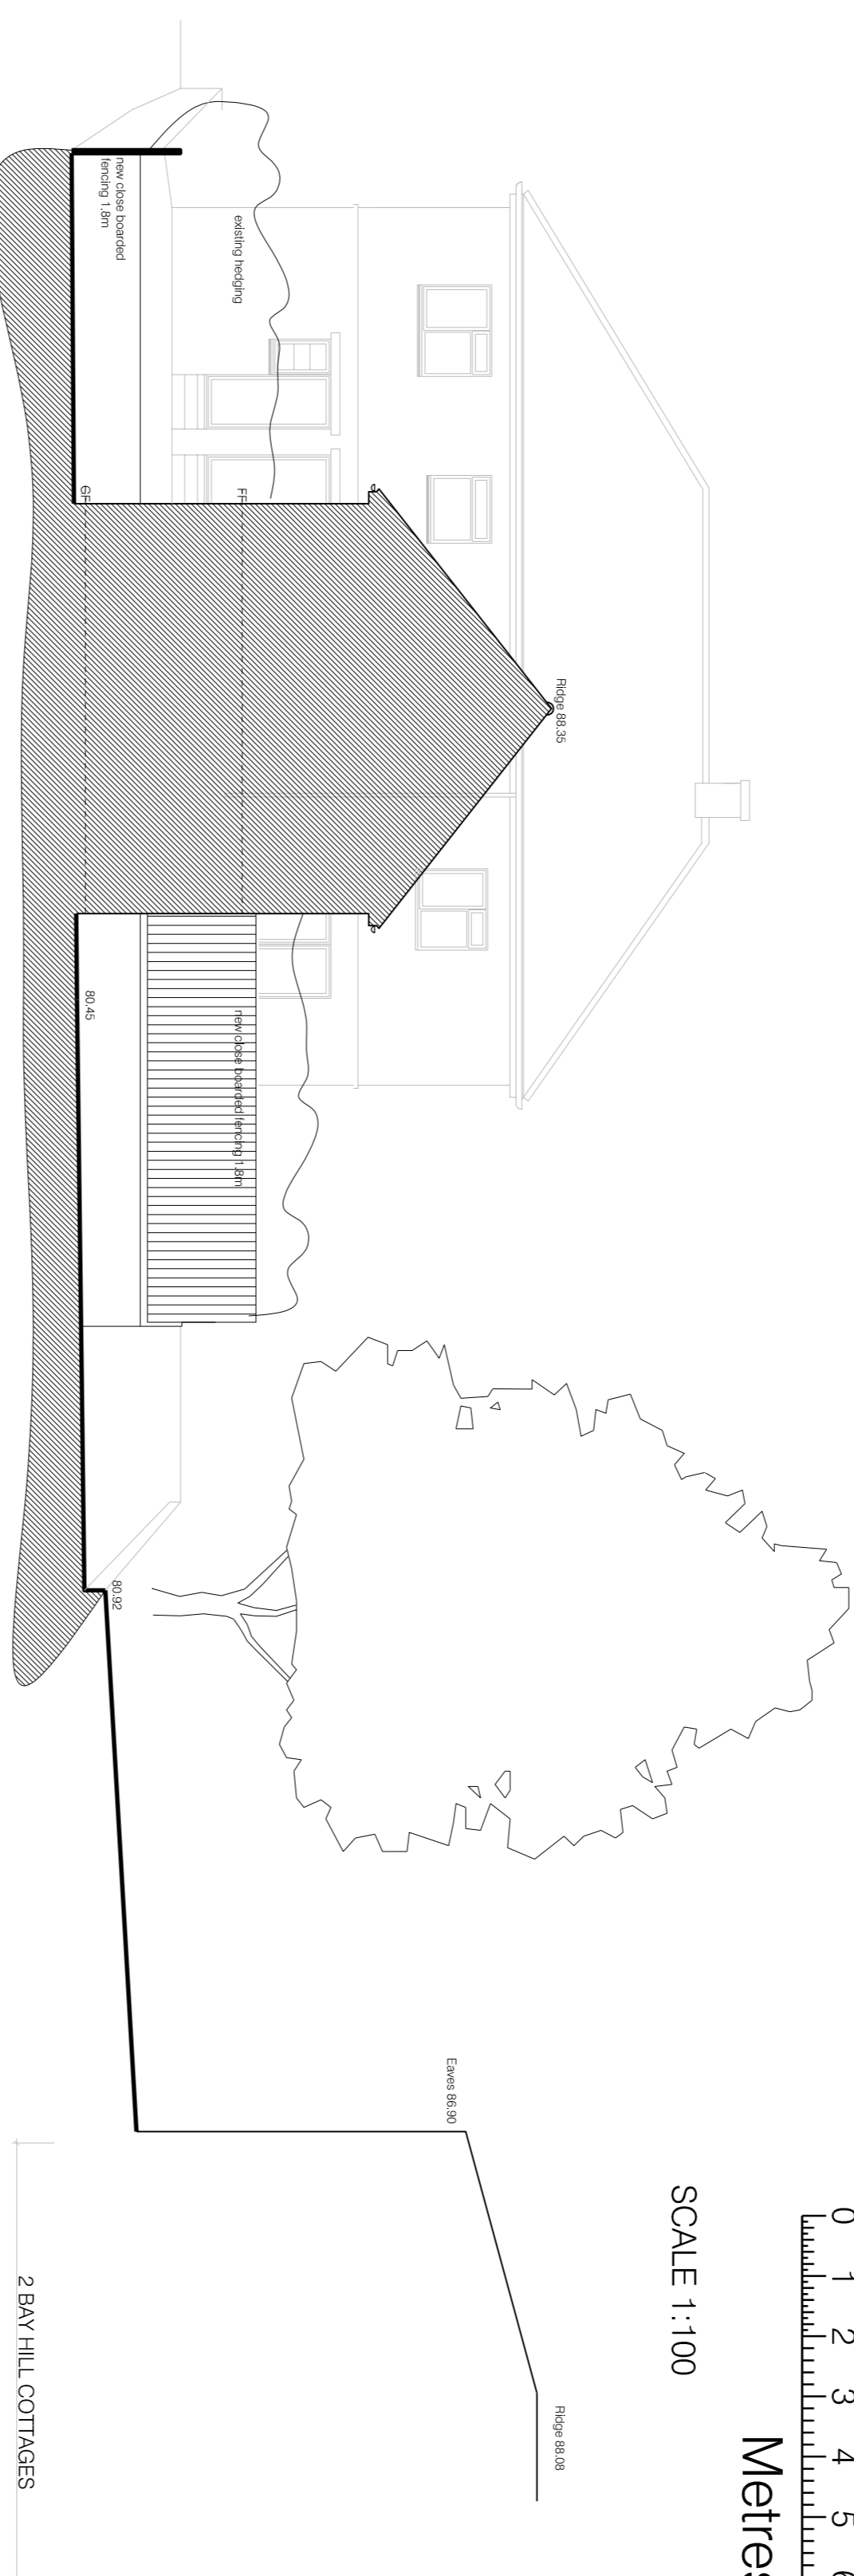 new close boarded
fencing 1.8m
existing hedging
GF
FF
Ridge 88.35
80.45
new close boarded fencing 1.8m
80.92
Eaves 86.90
Ridge 88.08
2 BAY HILL COTTAGES
SCALE 1:100
0 1 2 3 4 5 6
Metres